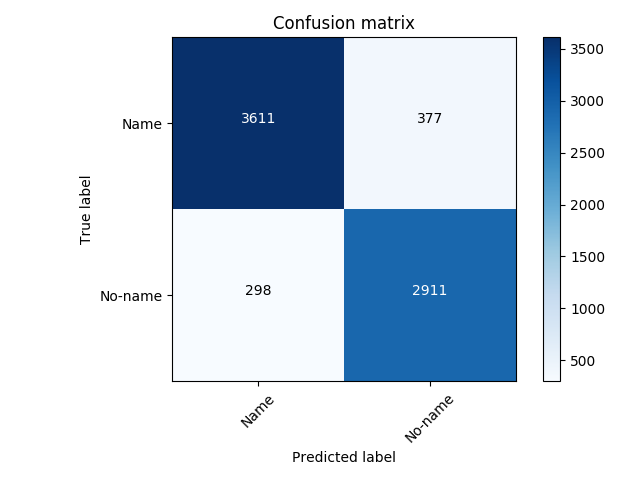 Confusion matrix
3500
3000
2500
2000
1500
1000
500
True label
Name
No-name
3611
377
298
2911
Name
No-name
Predicted label